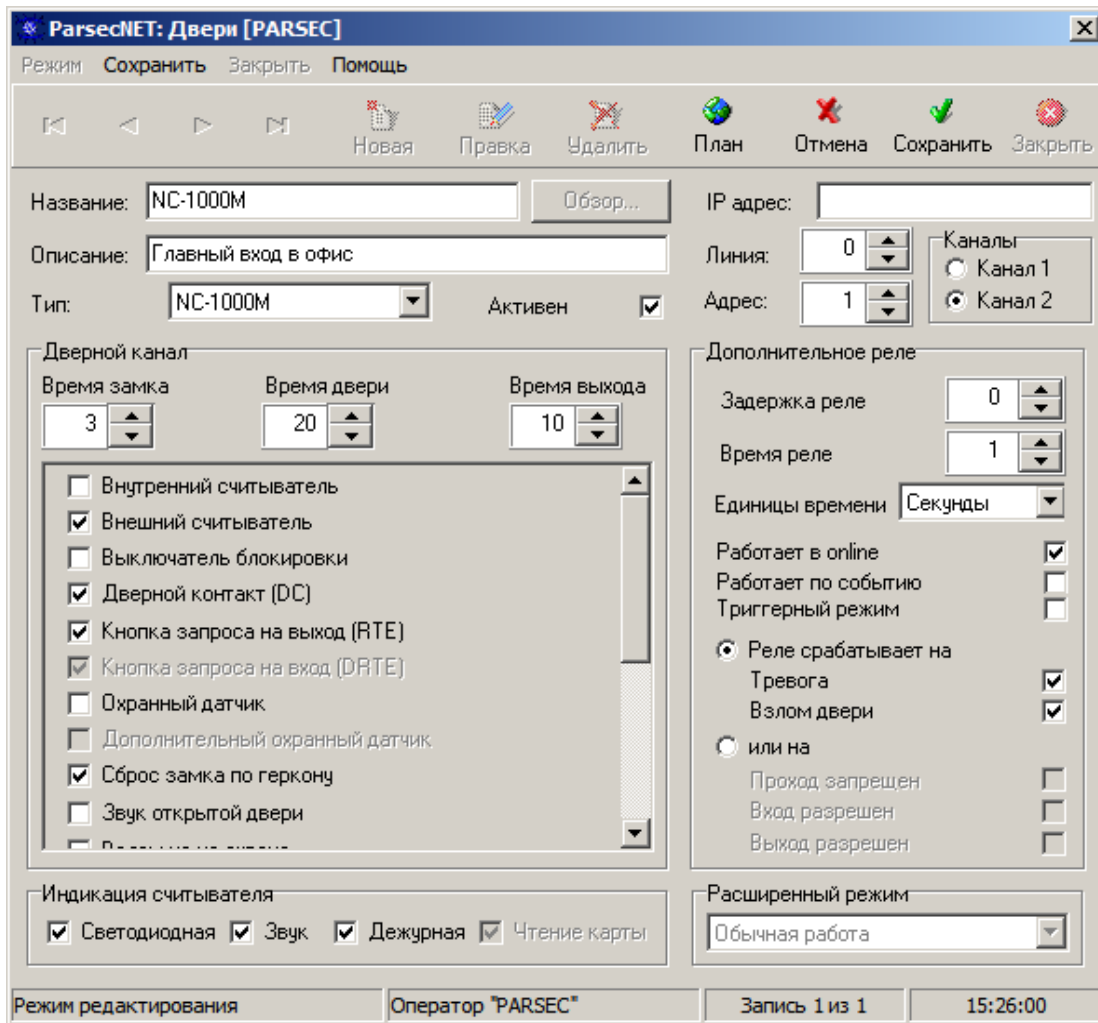 ParsecNET: Двери [PARSEC]
Режим Сохранить Закрыть Помощь
Новая Правка Удалить План Отмена Сохранить Закрыть
Название: NC-1000M Обзор... IP адрес:
Описание: Главный вход в офис Линия: 0 Каналы
Канал 1
Тип: NC-1000M Активен Адрес: 1 Канал 2
Дверной канал
Время замка Время двери Время выхода
3 20 10
Внутренний считыватель
Внешний считыватель
Выключатель блокировки
Дверной контакт (DC)
Кнопка запроса на выход (RTE)
Кнопка запроса на вход (DRTE)
Охранный датчик
Дополнительный охранный датчик
Сброс замка по геркону
Звук открытой двери
Дополнительное реле
Задержка реле 0
Время реле 1
Единицы времени Секунды
Работает в online
Работает по событию
Триггерный режим
Реле срабатывает на
Тревога
Взлом двери
или на
Проход запрещен
Вход разрешен
Выход разрешен
Индикация считывателя
Светодиодная Звук Дежурная Чтение карты
Расширенный режим
Обычная работа
Режим редактирования Оператор "PARSEC" Запись 1 из 1 15:26:00